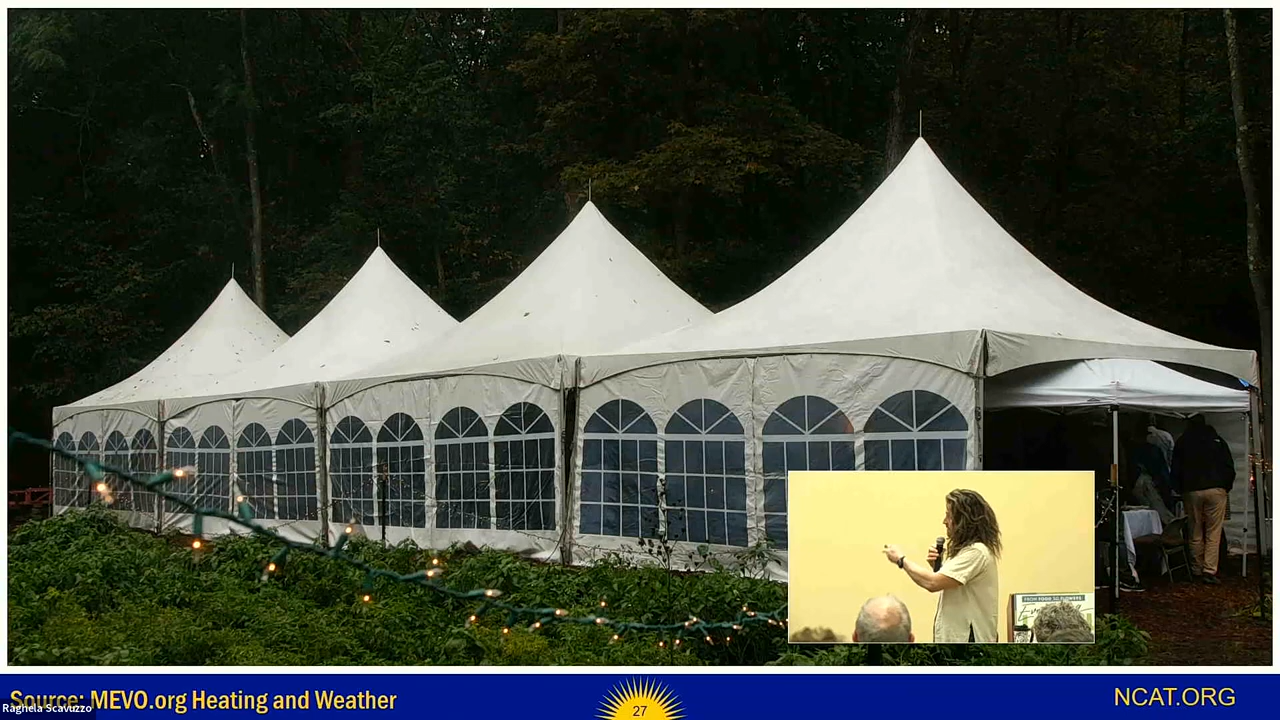 FROM FOOD TO FLOWERS
Source: MEVO.org Heating and Weather
Raghela Scavuzzo
27
NCAT.ORG